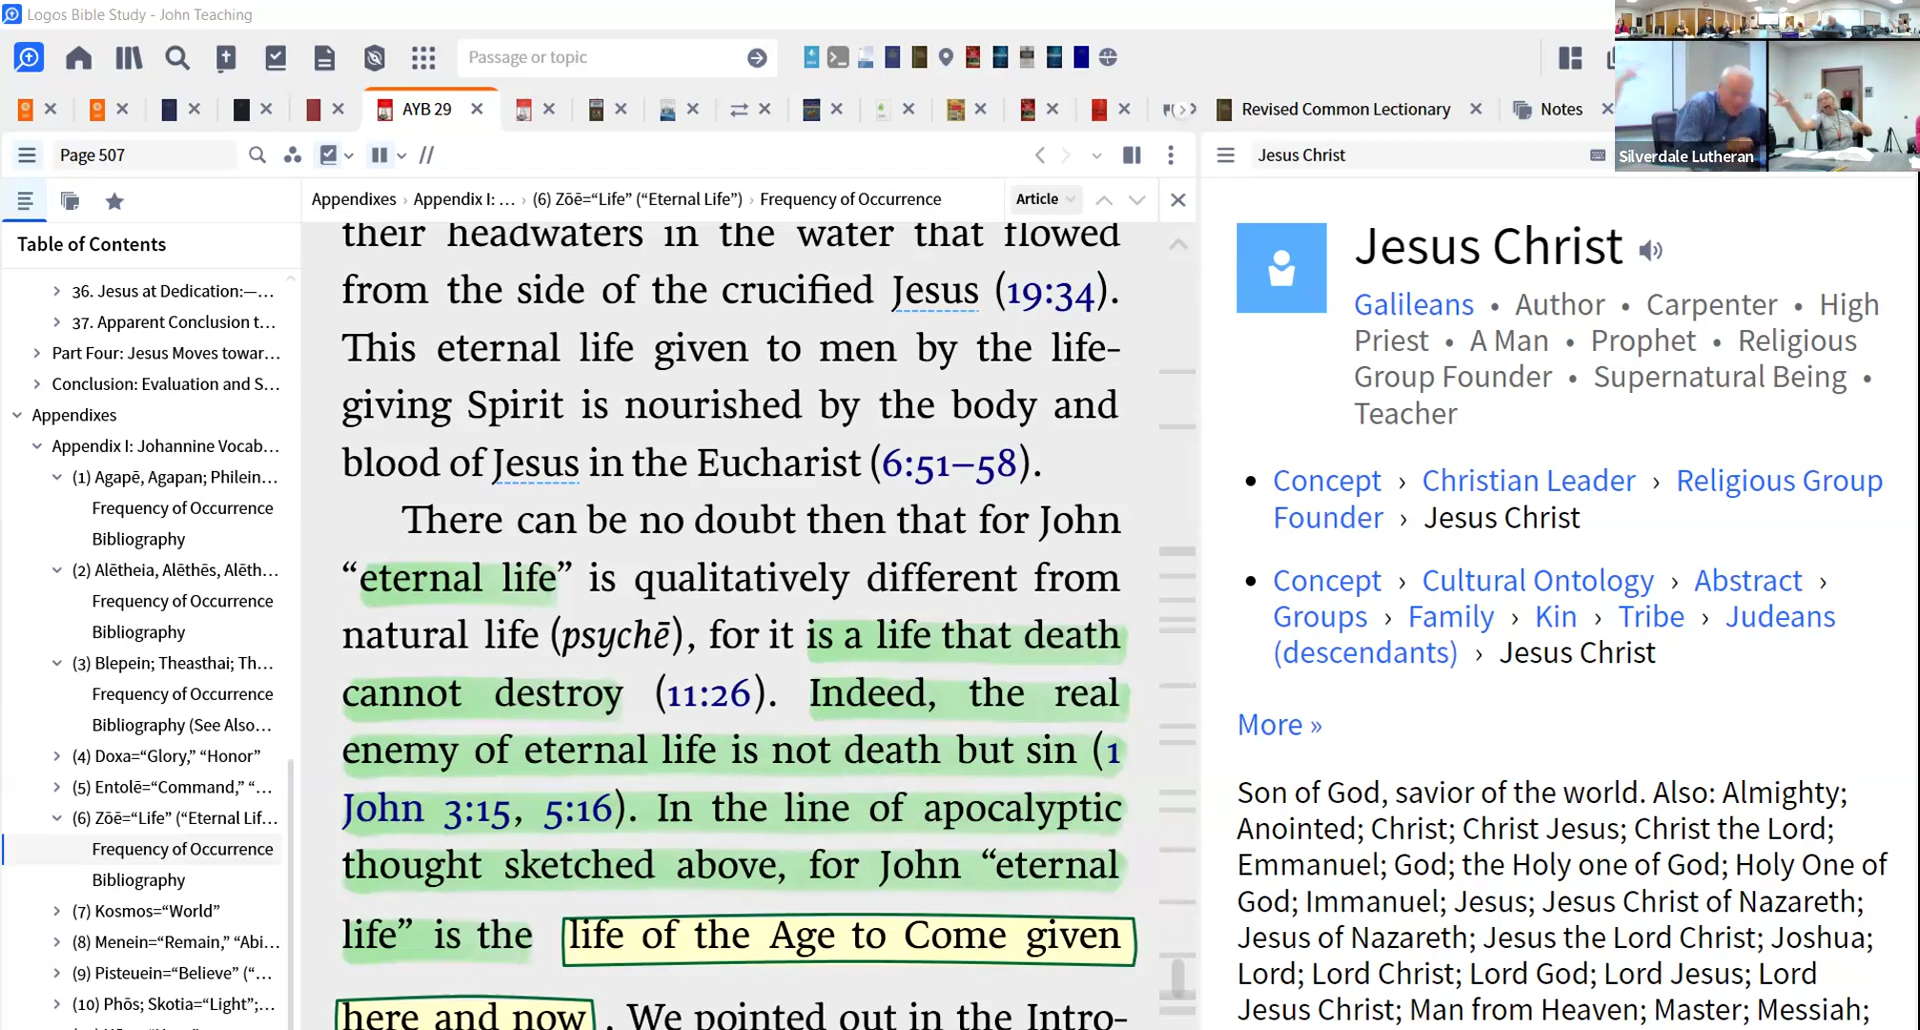 Logos Bible Study - John Teaching
Passage or topic
AYB 29
Revised Common Lectionary
Notes
Silverdale Lutheran
Page 507
Jesus Christ
Appendixes › Appendix I: ... › (6) Zōē=“Life” (“Eternal Life”) › Frequency of Occurrence
Article
Table of Contents
36. Jesus at Dedication:—...
37. Apparent Conclusion t...
Part Four: Jesus Moves towar...
Conclusion: Evaluation and S...
Appendixes
Appendix I: Johannine Vocab...
(1) Agapē, Agapan; Philein...
Frequency of Occurrence
Bibliography
(2) Alētheia, Alēthēs, Alēth...
Frequency of Occurrence
Bibliography
(3) Blepein; Theasthai; Th...
Frequency of Occurrence
Bibliography (See Also...
(4) Doxa=“Glory,” “Honor”
(5) Entolē=“Command,” “...
(6) Zōē=“Life” (“Eternal Lif...
Frequency of Occurrence
Bibliography
(7) Kosmos=“World”
(8) Menein=“Remain,” “Abi...
(9) Pisteuein=“Believe” (“...
(10) Phōs; Skotia=“Light”;...
their headwaters in the water that flowed
from the side of the crucified Jesus (19:34).
This eternal life given to men by the life-
giving Spirit is nourished by the body and
blood of Jesus in the Eucharist (6:51–58).
There can be no doubt then that for John
“eternal life” is qualitatively different from
natural life (psychē), for it is a life that death
cannot destroy (11:26). Indeed, the real
enemy of eternal life is not death but sin (1
John 3:15, 5:16). In the line of apocalyptic
thought sketched above, for John “eternal
life” is the life of the Age to Come given
here and now . We pointed out in the Intro-
Jesus Christ
Galileans • Author • Carpenter • High
Priest • A Man • Prophet • Religious
Group Founder • Supernatural Being •
Teacher
• Concept › Christian Leader › Religious Group
Founder › Jesus Christ
• Concept › Cultural Ontology › Abstract ›
Groups › Family › Kin › Tribe › Judeans
(descendants) › Jesus Christ
More »
Son of God, savior of the world. Also: Almighty;
Anointed; Christ; Christ Jesus; Christ the Lord;
Emmanuel; God; the Holy one of God; Holy One of
God; Immanuel; Jesus; Jesus Christ of Nazareth;
Jesus of Nazareth; Jesus the Lord Christ; Joshua;
Lord; Lord Christ; Lord God; Lord Jesus; Lord
Jesus Christ; Man from Heaven; Master; Messiah;